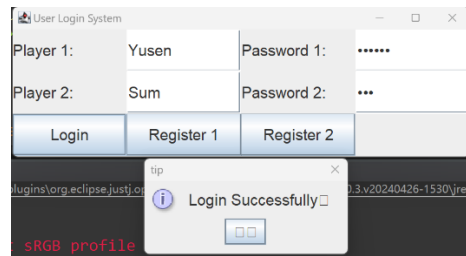 User Login System
Player 1: Yusen Password 1: ••••••
Player 2: Sum Password 2: •••
Login Register 1 Register 2
tip
plugins\org.eclipse.justj.op 0.3.v20240426-1530\jre
Login Successfully□
□□
sRGB profile